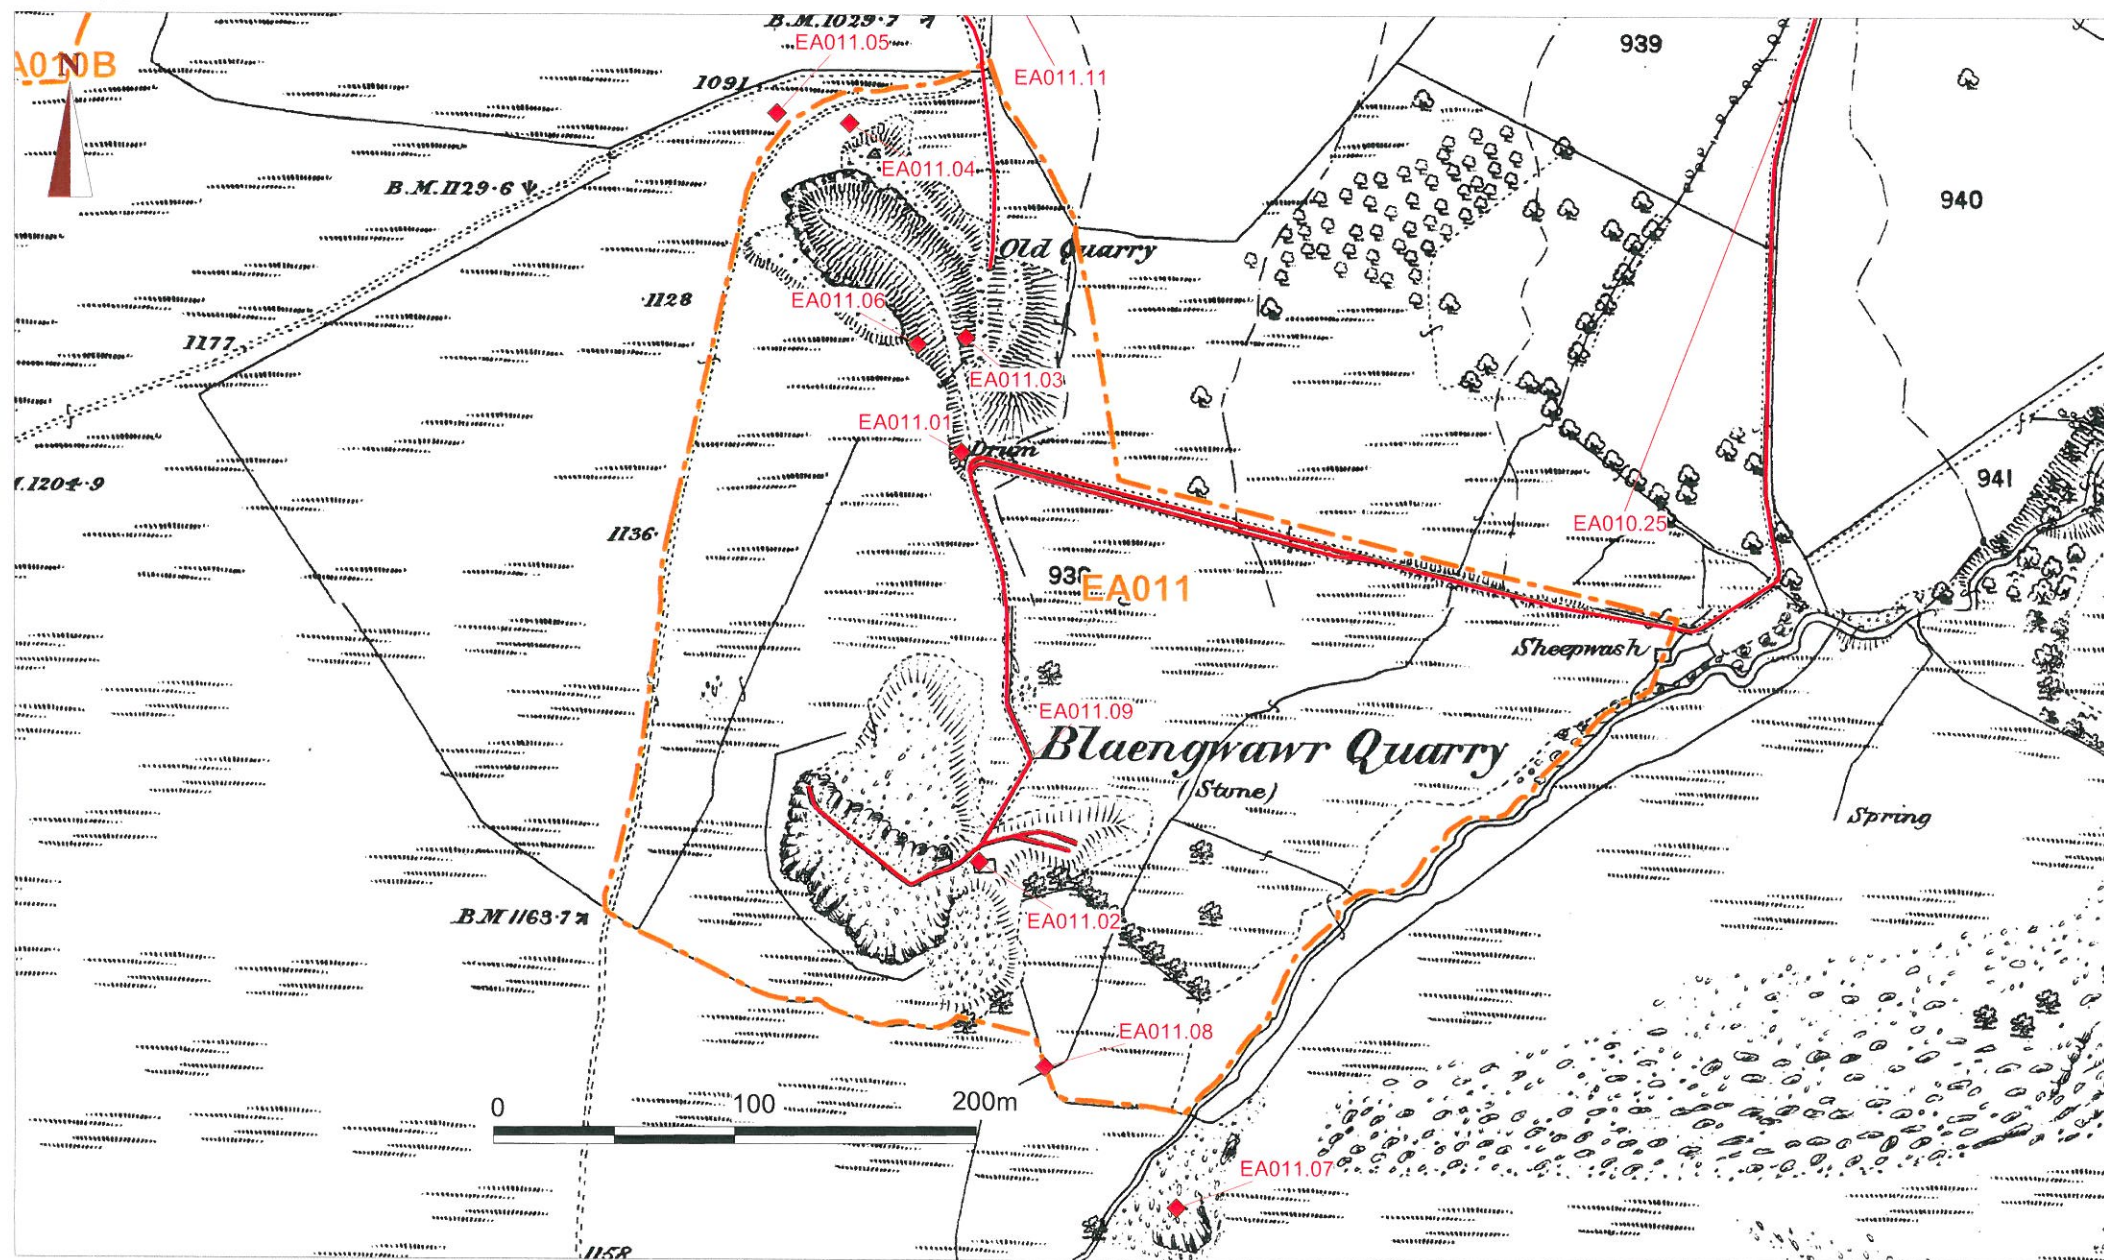 B.M.1029·7
EA011.05
939
A010B
N
EA011.11
1091
EA011.04
B.M.1129·6
940
Old Quarry
EA011.06
·1128
1177
EA011.03
EA011.01
Drum
.1204·9
941
EA010.25
1136·
EA011
Sheepwash
EA011.09
Blaengwawr Quarry
(Stone)
Spring
B.M 1163·7
EA011.02
EA011.08
0 100 200m
EA011.07
1158